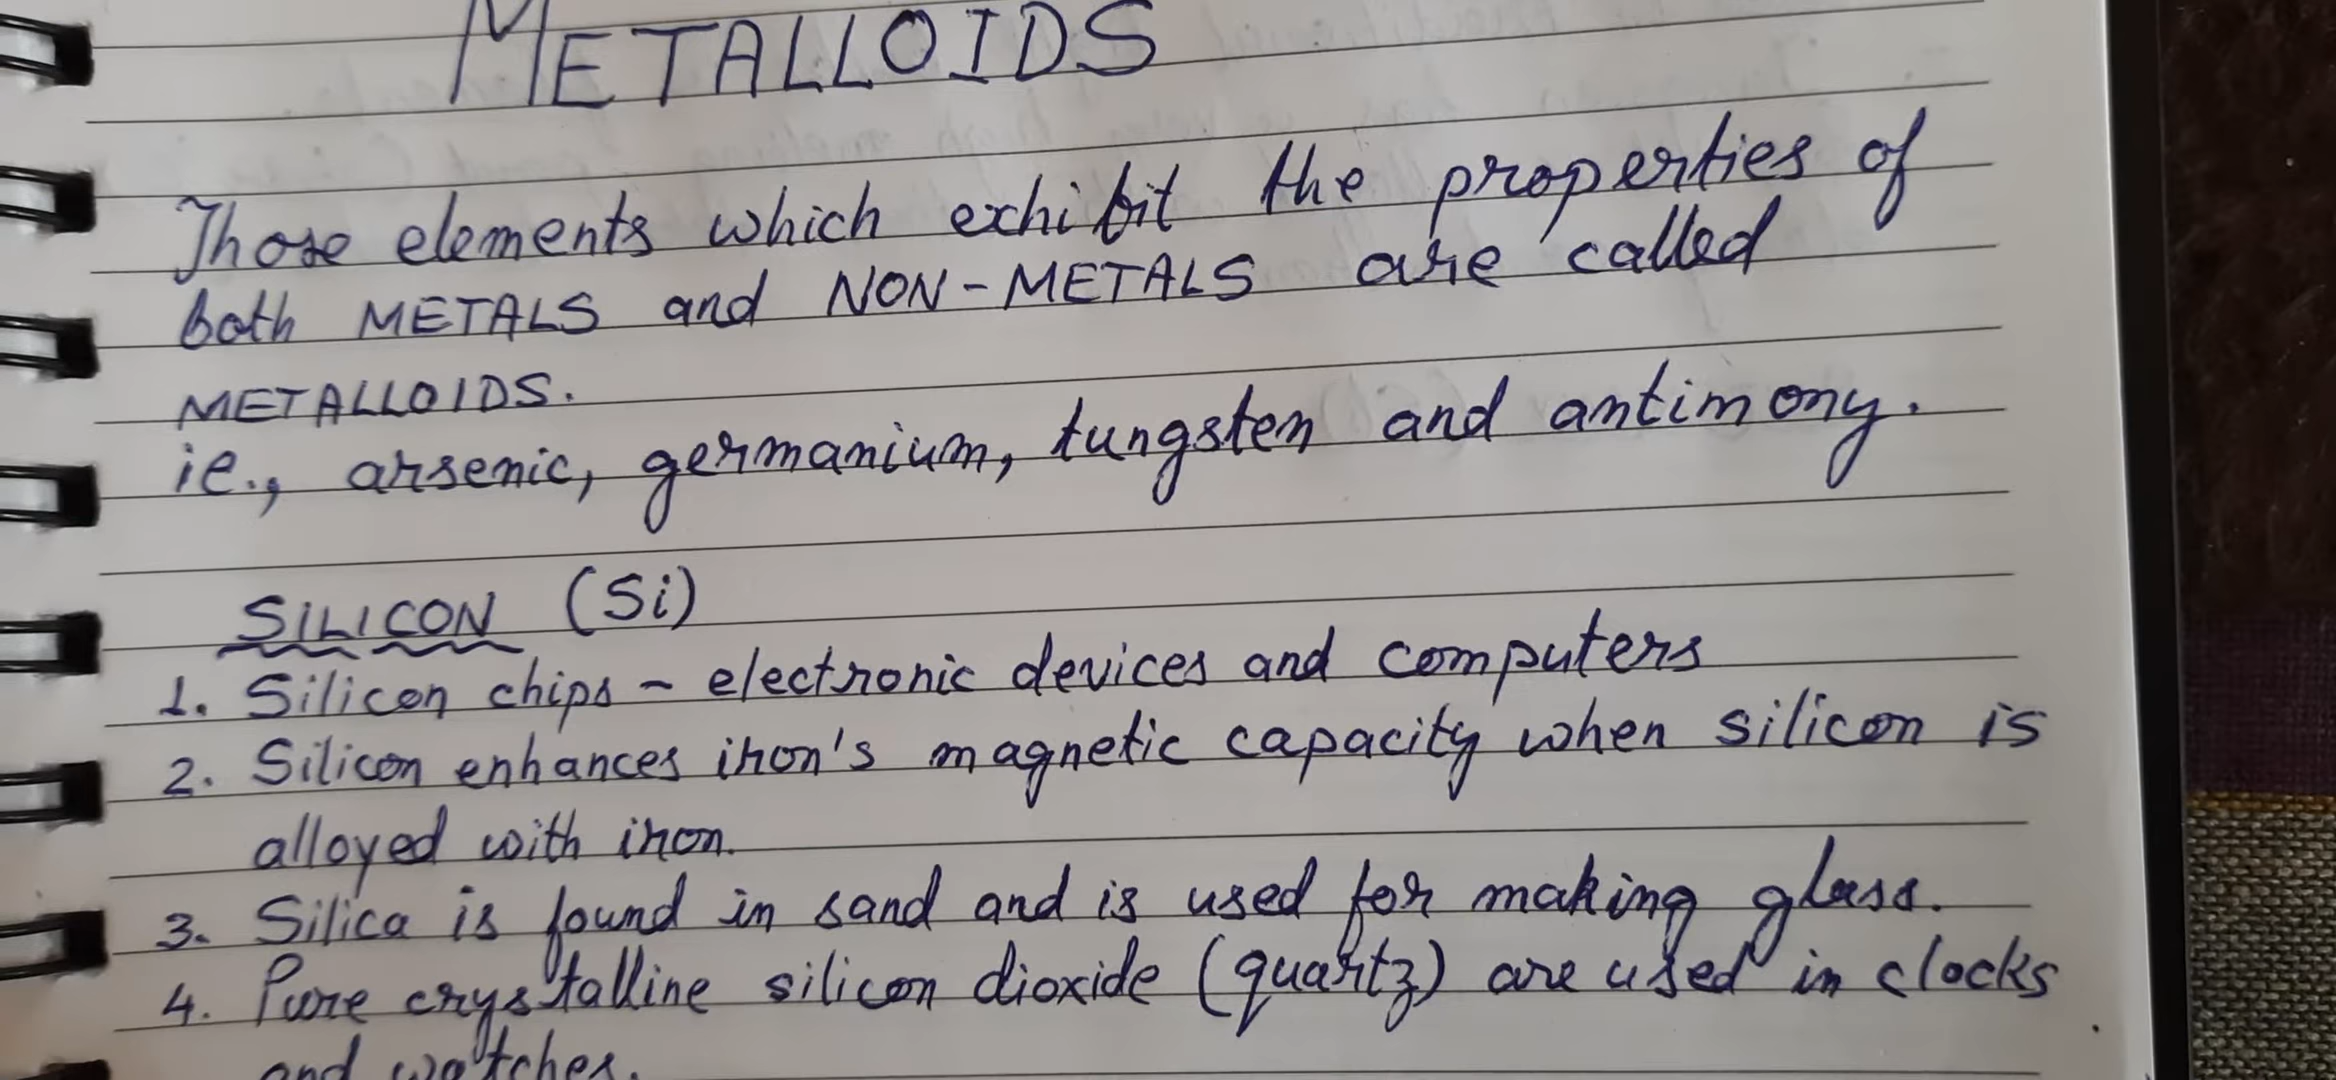 METALLOIDS
Those elements which exhibit the properties of
both METALS and NON-METALS are called
METALLOIDS.
ie., arsenic, germanium, tungsten and antimony.
SILICON (Si)
1. Silicon chips - electronic devices and computers
2. Silicon enhances iron's magnetic capacity when silicon is
alloyed with iron.
3. Silica is found in sand and is used for making glass.
4. Pure crystalline silicon dioxide (quartz) are used in clocks
and watches.